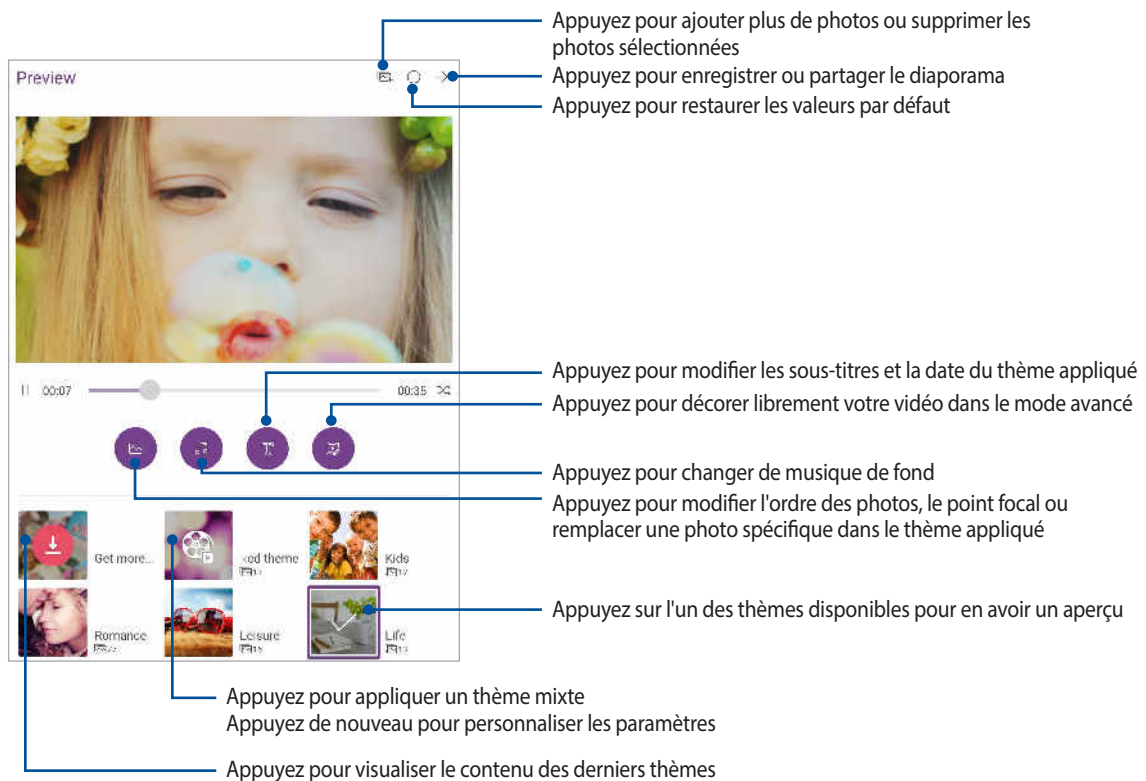 Appuyez pour ajouter plus de photos ou supprimer les
photos sélectionnées
Preview
Appuyez pour enregistrer ou partager le diaporama
Appuyez pour restaurer les valeurs par défaut
Appuyez pour modifier les sous-titres et la date du thème appliqué
00:07
00:35
Appuyez pour décorer librement votre vidéo dans le mode avancé
Appuyez pour changer de musique de fond
Appuyez pour modifier l'ordre des photos, le point focal ou
remplacer une photo spécifique dans le thème appliqué
Get more...
theme
Kids
Appuyez sur l'un des thèmes disponibles pour en avoir un aperçu
Romance
Leisure
Life
Appuyez pour appliquer un thème mixte
Appuyez de nouveau pour personnaliser les paramètres
Appuyez pour visualiser le contenu des derniers thèmes